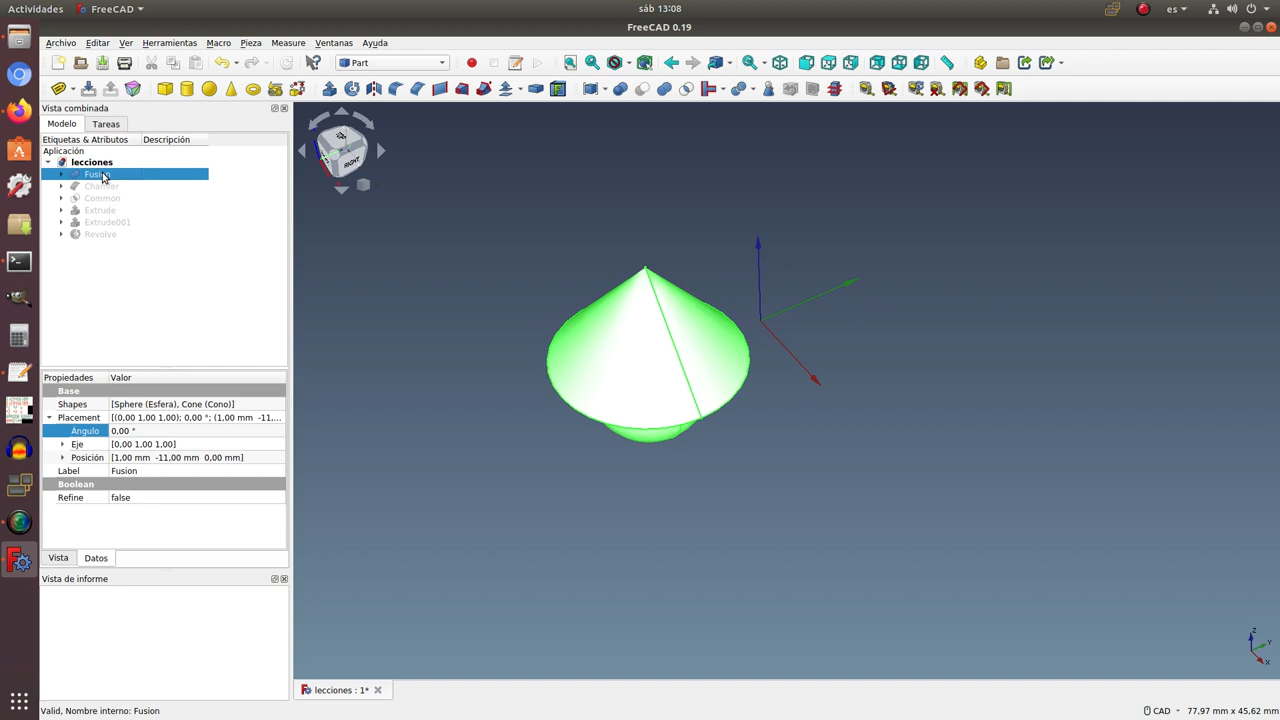 Actividades FreeCAD sáb 13:08 es
FreeCAD 0.19
Archivo Editar Ver Herramientas Macro Pieza Measure Ventanas Ayuda
Part
Vista combinada
Modelo Tareas
Etiquetas & Atributos Descripción
Aplicación
lecciones
Fusion
Chamfer
Common
Extrude
Extrude001
Revolve
RIGHT
Propiedades Valor
Base
Shapes [Sphere (Esfera), Cone (Cono)]
Placement [(0,00 1,00 1,00); 0,00 °; (1,00 mm -11,...
Ángulo 0,00 °
Eje [0,00 1,00 1,00]
Posición [1,00 mm -11,00 mm 0,00 mm]
Label Fusion
Boolean
Refine false
Vista Datos
Vista de informe
Z
Y
X
lecciones : 1*
Valid, Nombre interno: Fusion CAD 77,97 mm x 45,62 mm